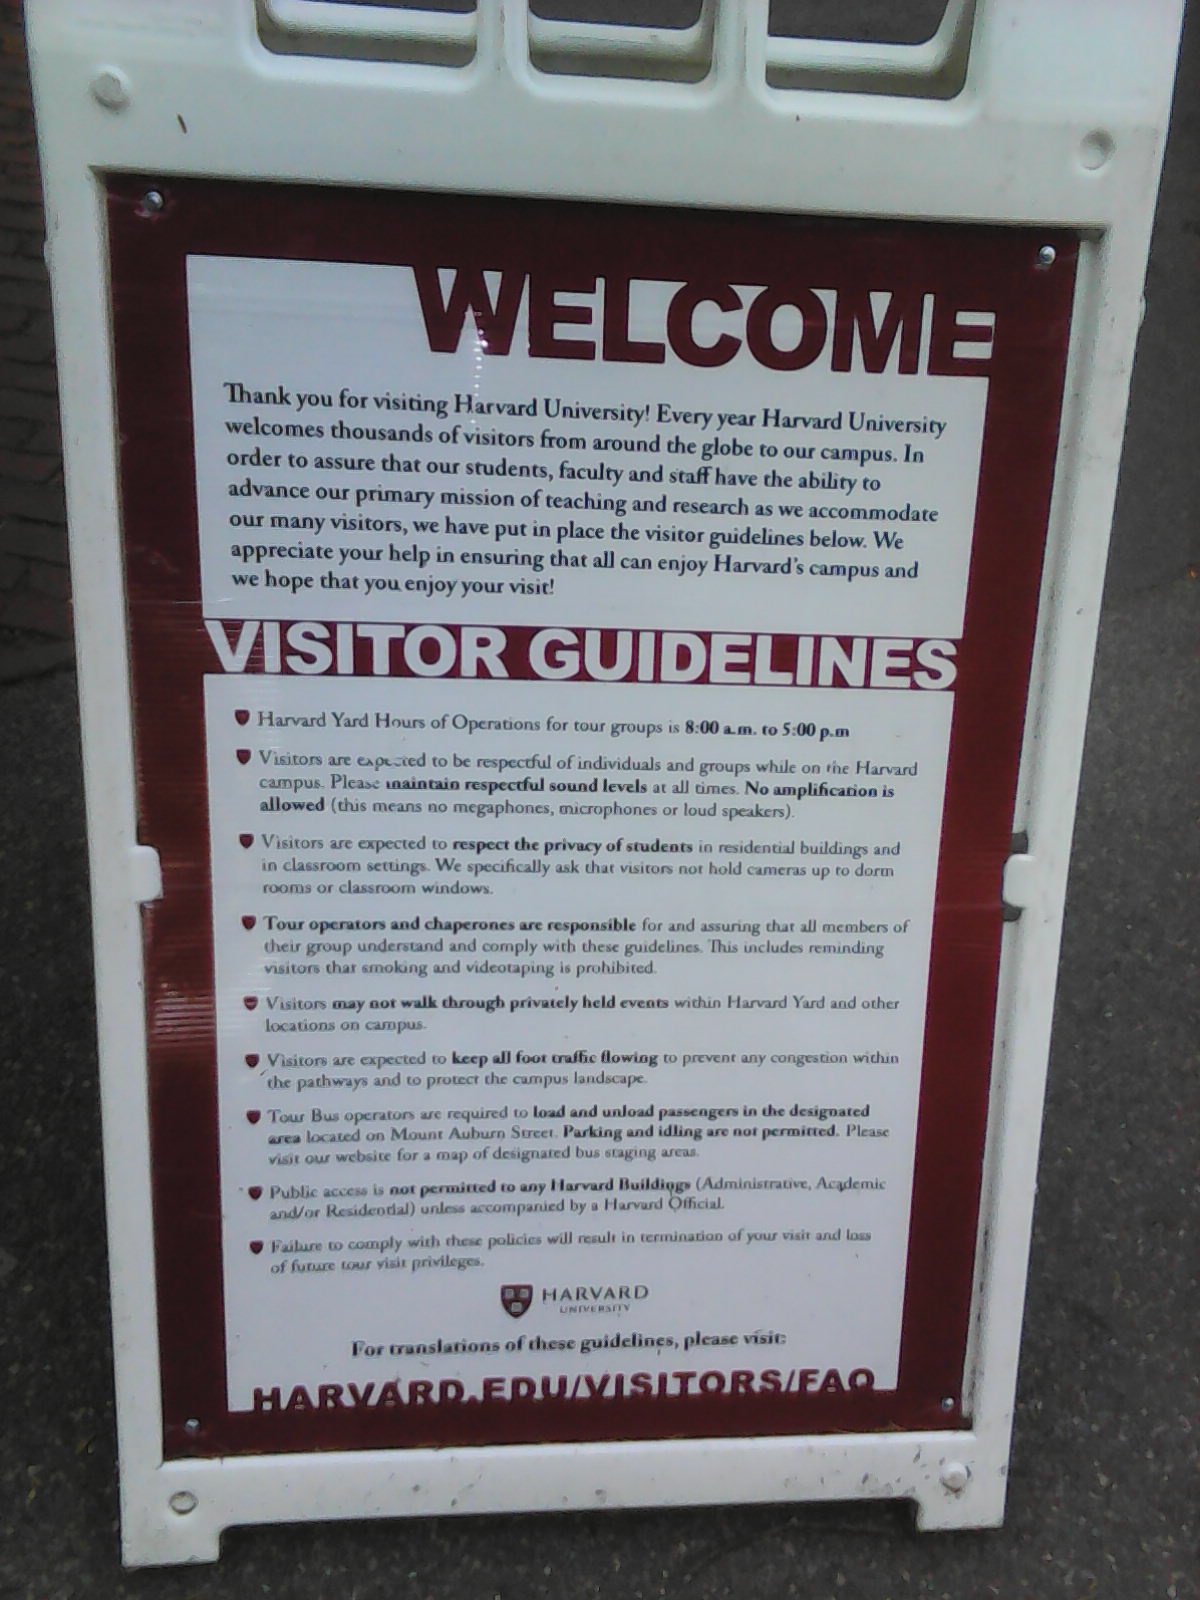 WELCOME
Thank you for visiting Harvard University! Every year Harvard University
welcomes thousands of visitors from around the globe to our campus. In
order to assure that our students, faculty and staff have the ability to
advance our primary mission of teaching and research as we accommodate
our many visitors, we have put in place the visitor guidelines below. We
appreciate your help in ensuring that all can enjoy Harvard's campus and
we hope that you enjoy your visit!
VISITOR GUIDELINES
Harvard Yard Hours of Operations for tour groups is 8:00 a.m. to 5:00 p.m
Visitors are expected to be respectful of individuals and groups while on the Harvard
campus. Please maintain respectful sound levels at all times. No amplification is
allowed (this means no megaphones, microphones or loud speakers).
Visitors are expected to respect the privacy of students in residential buildings and
in classroom settings. We specifically ask that visitors not hold cameras up to dorm
rooms or classroom windows.
Tour operators and chaperones are responsible for and assuring that all members of
their group understand and comply with these guidelines. This includes reminding
visitors that smoking and videotaping is prohibited.
Visitors may not walk through privately held events within Harvard Yard and other
locations on campus.
Visitors are expected to keep all foot traffic flowing to prevent any congestion within
the pathways and to protect the campus landscape.
Tour Bus operators are required to load and unload passengers in the designated
area located on Mount Auburn Street. Parking and idling are not permitted. Please
visit our website for a map of designated bus staging areas.
Public access is not permitted to any Harvard Buildings (Administrative, Academic
and/or Residential) unless accompanied by a Harvard Official.
Failure to comply with these policies will result in termination of your visit and loss
of future tour visit privileges.
HARVARD
UNIVERSITY
For translations of these guidelines, please visit:
HARVARD.EDU/VISITORS/FAQ